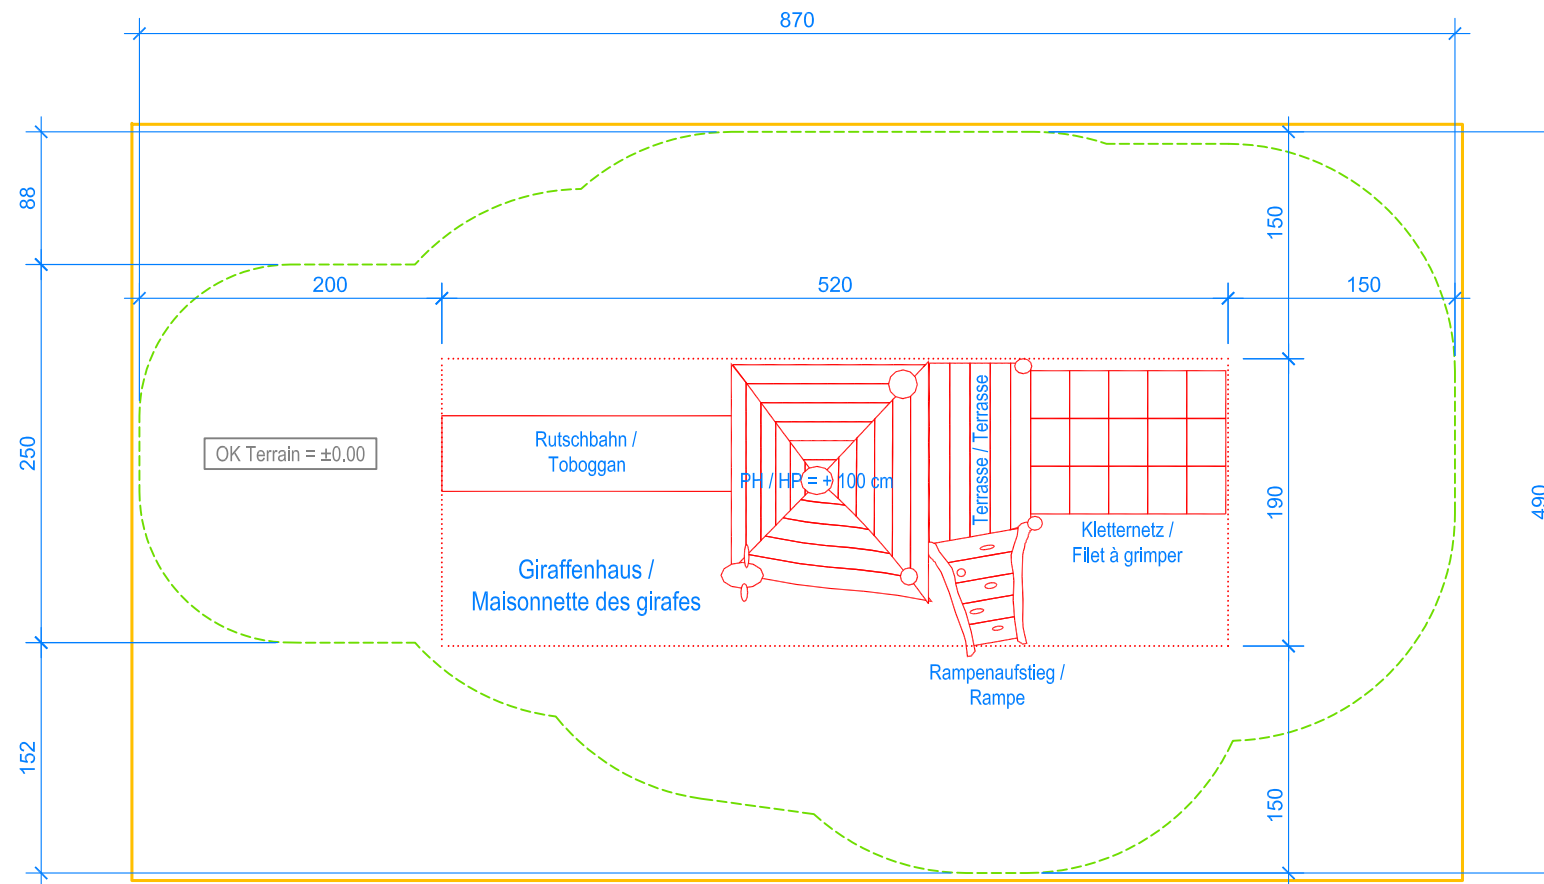 870
88
150
200
520
150
Terrasse / Terrasse
Rutschbahn /
Toboggan
OK Terrain = ±0.00
250
PH / HP = + 100 cm
190
490
Kletternetz /
Filet à grimper
Giraffenhaus /
Maisonnette des girafes
Rampenaufstieg /
Rampe
152
150